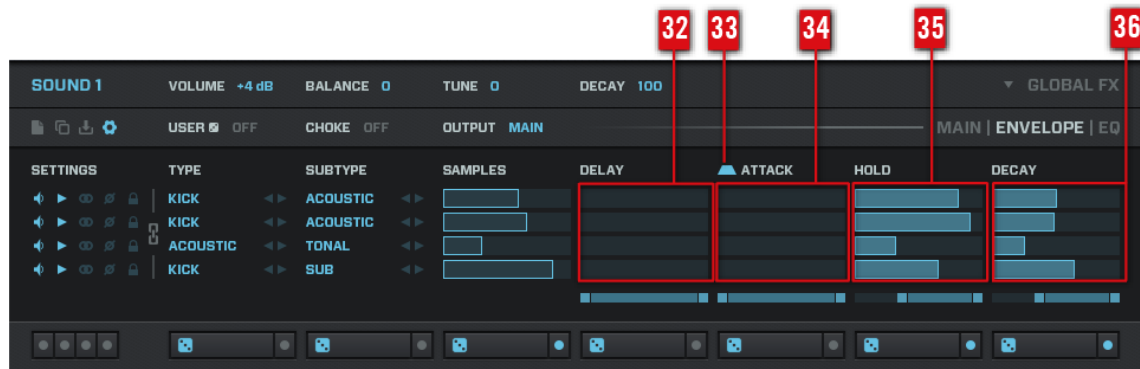 32 33 34 35 36
SOUND 1 VOLUME +4 dB BALANCE 0 TUNE 0 DECAY 100 GLOBAL FX
USER OFF CHOKE OFF OUTPUT MAIN MAIN | ENVELOPE | EQ
SETTINGS TYPE SUBTYPE SAMPLES DELAY ATTACK HOLD DECAY
KICK ACOUSTIC
KICK ACOUSTIC
ACOUSTIC TONAL
KICK SUB